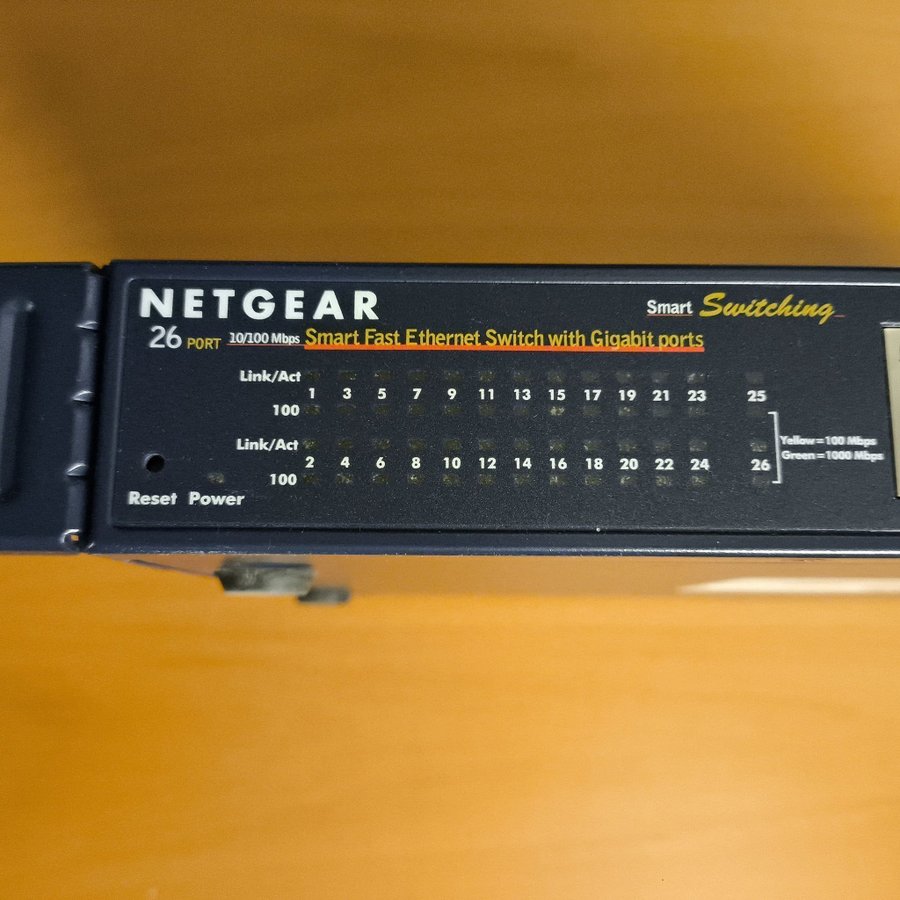 NETGEAR
Smart Switching
26 PORT 10/100 Mbps Smart Fast Ethernet Switch with Gigabit ports
Link/Act
1 3 5 7 9 11 13 15 17 19 21 23 25
100
Link/Act
Yellow=100 Mbps
Green=1000 Mbps
2 4 6 8 10 12 14 16 18 20 22 24 26
100
Reset Power